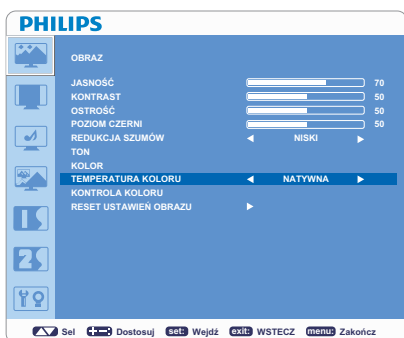 PHILIPS
OBRAZ
JASNOŚĆ 70
KONTRAST 50
OSTROŚĆ 50
POZIOM CZERNI 50
REDUKCJA SZUMÓW NISKI
TON
KOLOR
TEMPERATURA KOLORU NATYWNA
KONTROLA KOLORU
RESET USTAWIEŃ OBRAZU
Sel Dostosuj set: Wejdź exit: WSTECZ menu: Zakończ